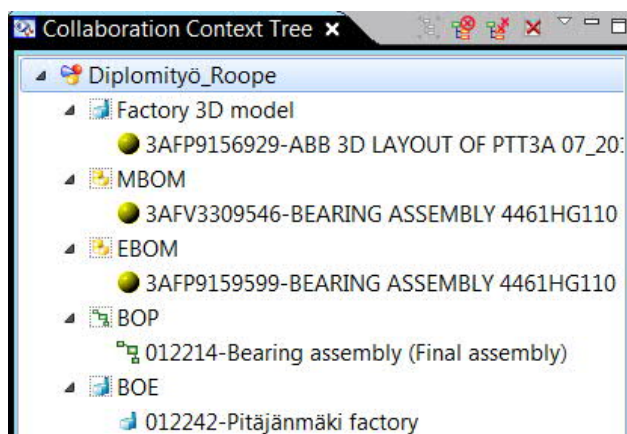 Collaboration Context Tree
Diplomityö_Roope
Factory 3D model
3AFP9156929-ABB 3D LAYOUT OF PTT3A 07_201
MBOM
3AFV3309546-BEARING ASSEMBLY 4461HG110
EBOM
3AFP9159599-BEARING ASSEMBLY 4461HG110
BOP
012214-Bearing assembly (Final assembly)
BOE
012242-Pitäjänmäki factory